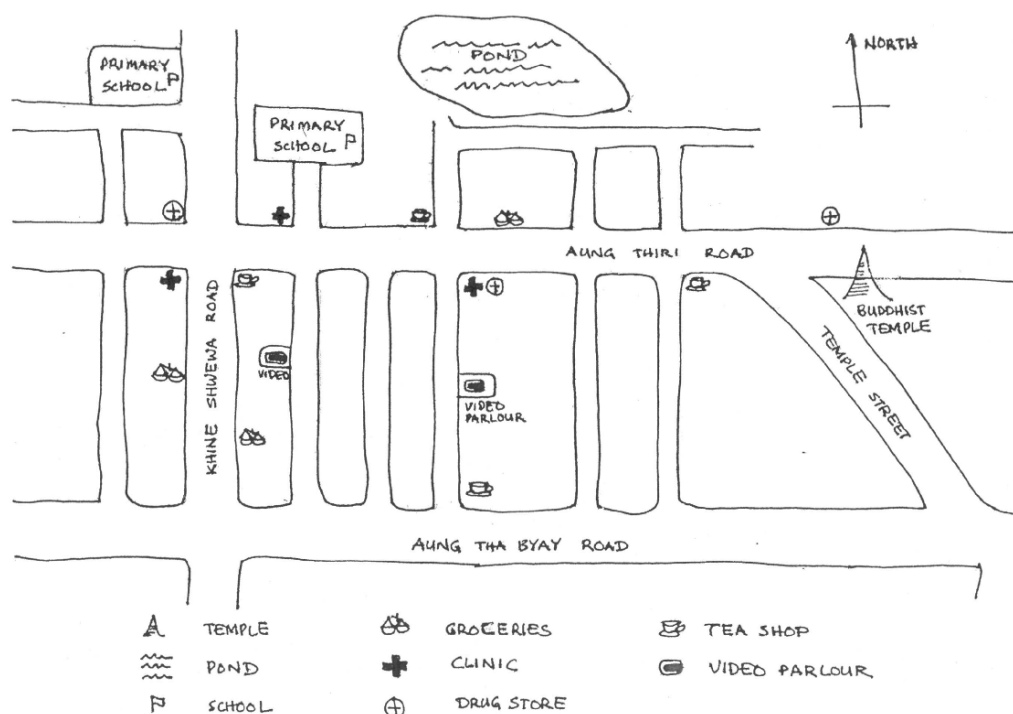 PRIMARY
SCHOOL
POND
NORTH
PRIMARY
SCHOOL
AUNG THIRI ROAD
BUDDHIST
TEMPLE
KHINE SHWEWA ROAD
VIDEO
TEMPLE STREET
VIDEO
PARLOUR
AUNG THA BYAY ROAD
TEMPLE
GROCERIES
TEA SHOP
POND
CLINIC
VIDEO PARLOUR
SCHOOL
DRUG STORE